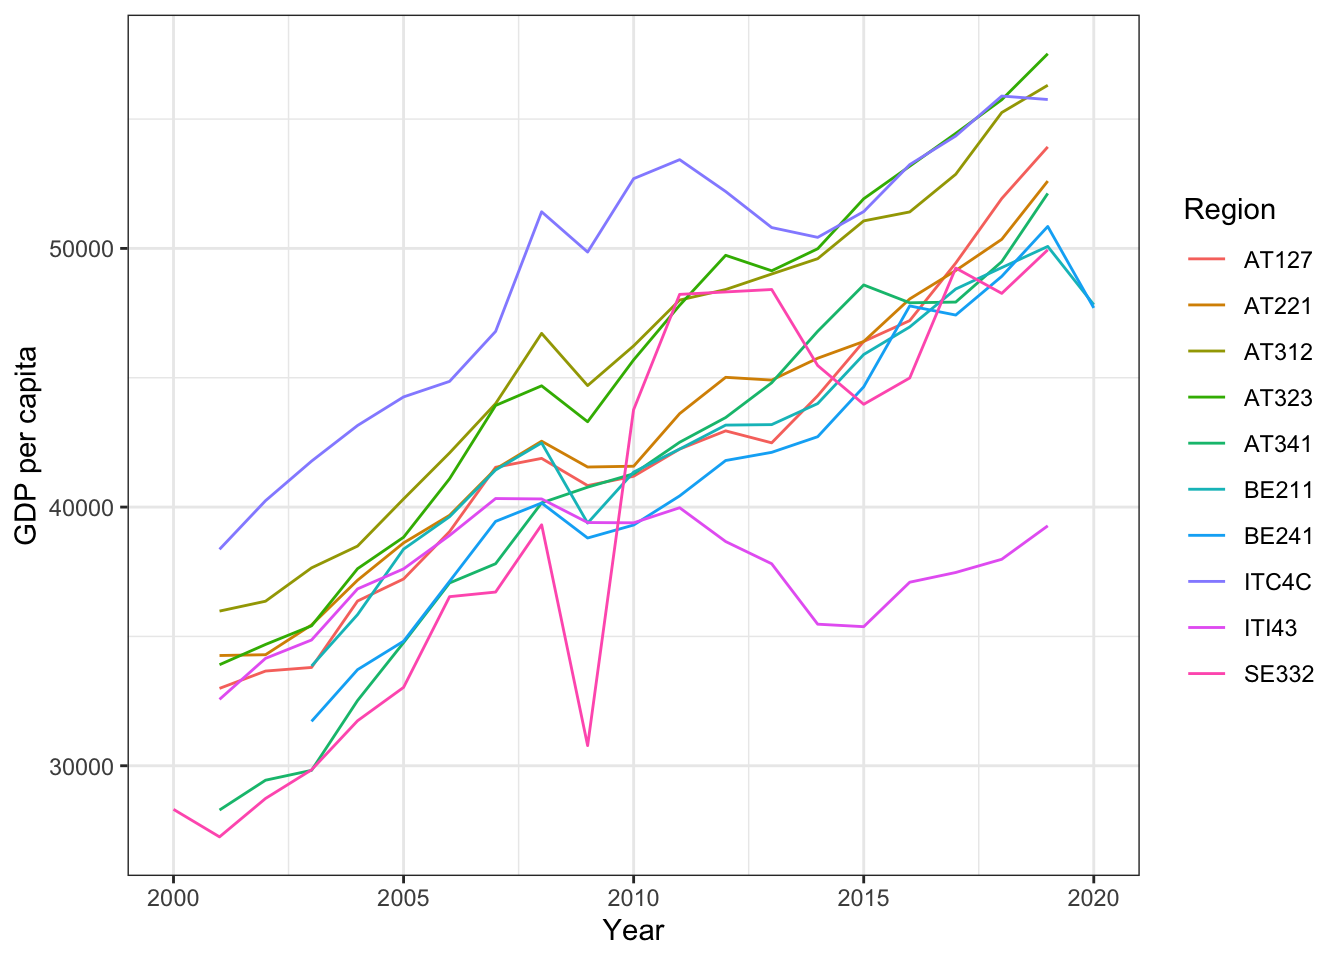 GDP per capita
50000
40000
30000
2000 2005 2010 2015 2020
Year
Region
AT127
AT221
AT312
AT323
AT341
BE211
BE241
ITC4C
ITI43
SE332